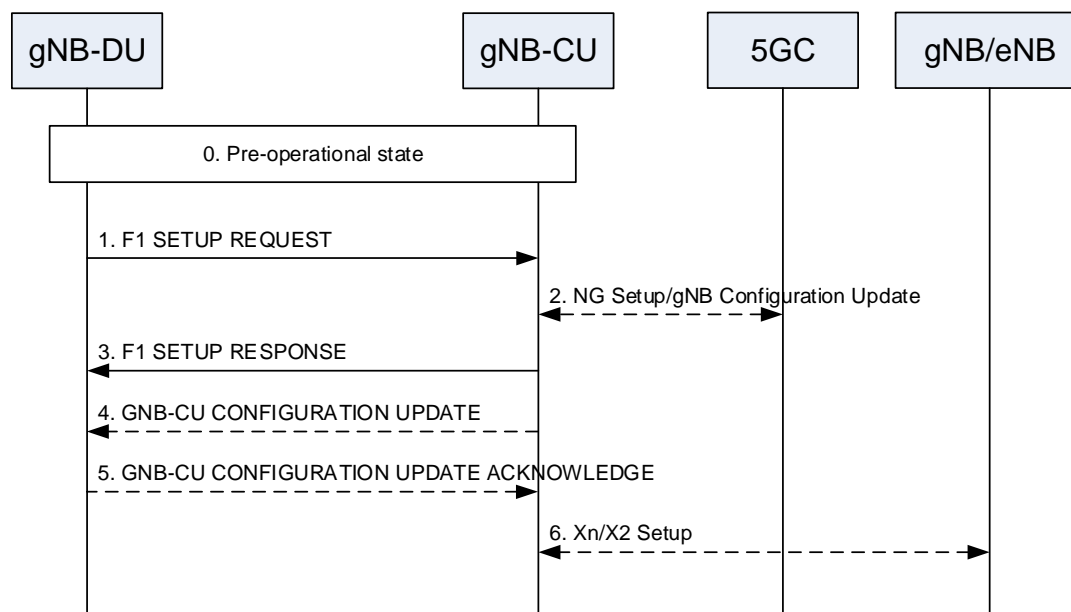 gNB-DU
gNB-CU
5GC
gNB/eNB
0. Pre-operational state
1. F1 SETUP REQUEST
2. NG Setup/gNB Configuration Update
3. F1 SETUP RESPONSE
4. GNB-CU CONFIGURATION UPDATE
5. GNB-CU CONFIGURATION UPDATE ACKNOWLEDGE
6. Xn/X2 Setup